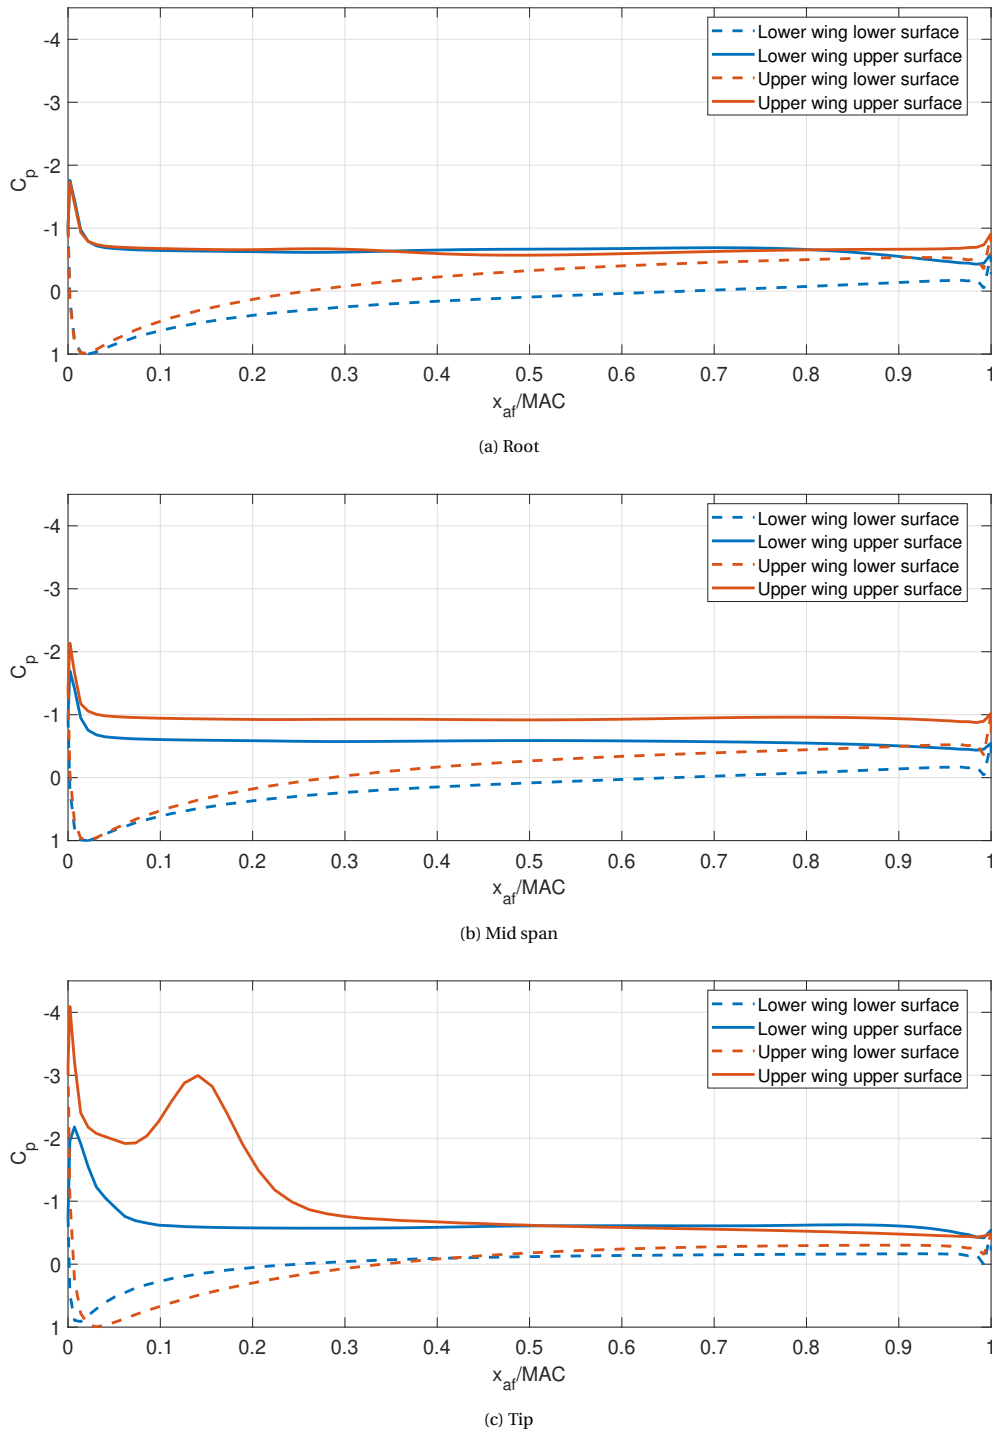 Lower wing lower surface
Lower wing upper surface
Upper wing lower surface
Upper wing upper surface
-4
-3
-2
-1
0
1
C_p
0 0.1 0.2 0.3 0.4 0.5 0.6 0.7 0.8 0.9 1
x_af/MAC
(a) Root
Lower wing lower surface
Lower wing upper surface
Upper wing lower surface
Upper wing upper surface
-4
-3
-2
-1
0
1
C_p
0 0.1 0.2 0.3 0.4 0.5 0.6 0.7 0.8 0.9 1
x_af/MAC
(b) Mid span
Lower wing lower surface
Lower wing upper surface
Upper wing lower surface
Upper wing upper surface
-4
-3
-2
-1
0
1
C_p
0 0.1 0.2 0.3 0.4 0.5 0.6 0.7 0.8 0.9 1
x_af/MAC
(c) Tip